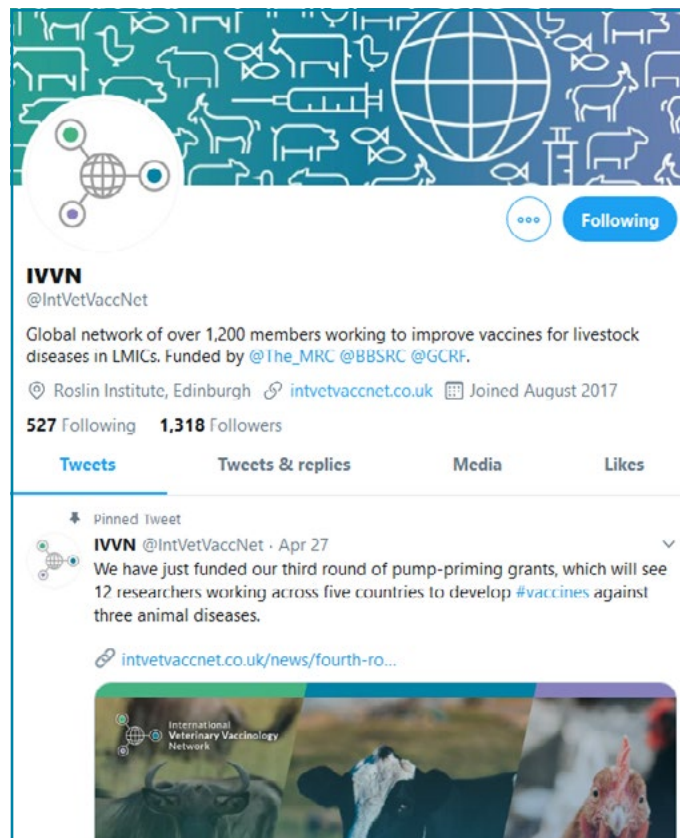 Following
IVVN
@IntVetVaccNet
Global network of over 1,200 members working to improve vaccines for livestock
diseases in LMICs. Funded by @The_MRC @BBSRC @GCRF.
Roslin Institute, Edinburgh intvetvaccnet.co.uk Joined August 2017
527 Following 1,318 Followers
Tweets Tweets & replies Media Likes
Pinned Tweet
IVVN @IntVetVaccNet · Apr 27
We have just funded our third round of pump-priming grants, which will see
12 researchers working across five countries to develop #vaccines against
three animal diseases.
intvetvaccnet.co.uk/news/fourth-ro...
International
Veterinary Vaccinology
Network